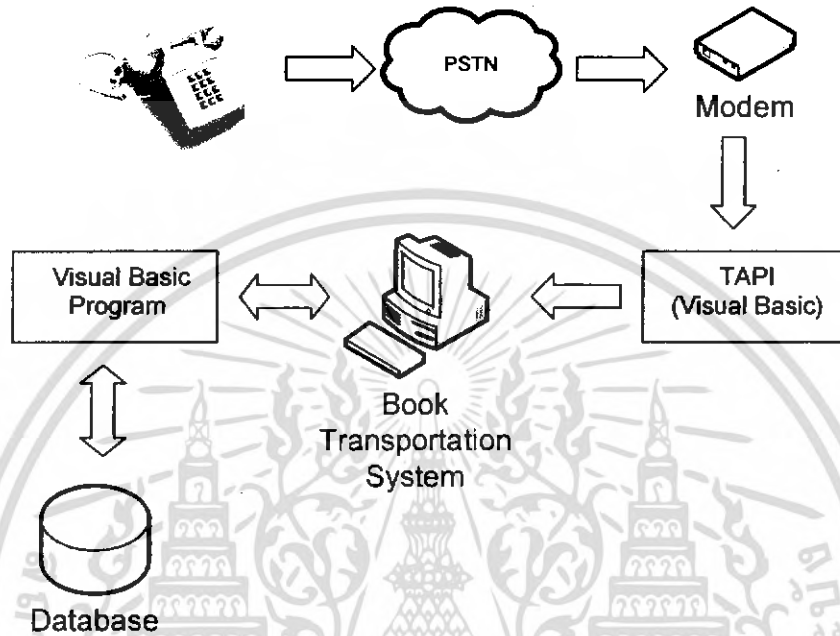 PSTN
Modem
Visual Basic
Program
TAPI
(Visual Basic)
Book
Transportation
System
Database